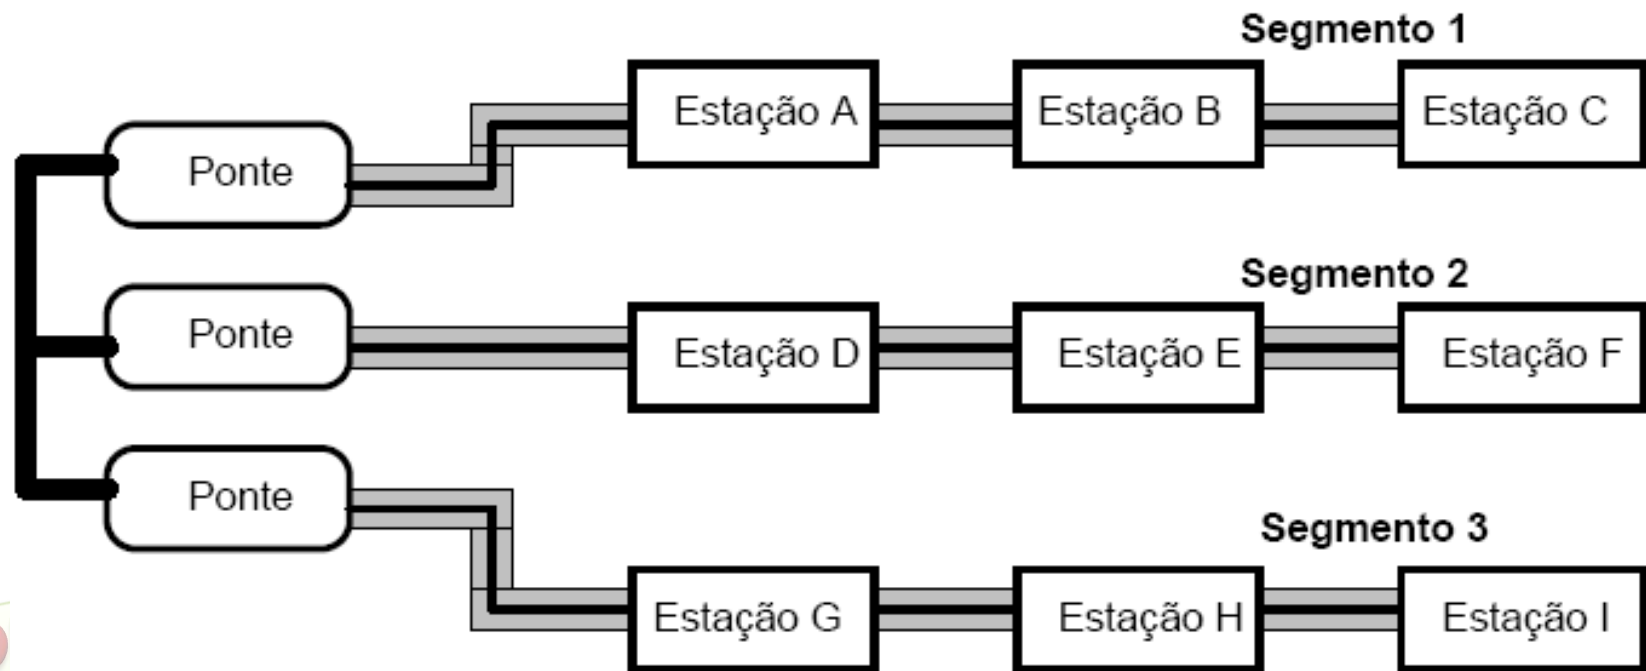 Segmento 1
Ponte
Estação A
Estação B
Estação C
Segmento 2
Ponte
Estação D
Estação E
Estação F
Segmento 3
Ponte
Estação G
Estação H
Estação I